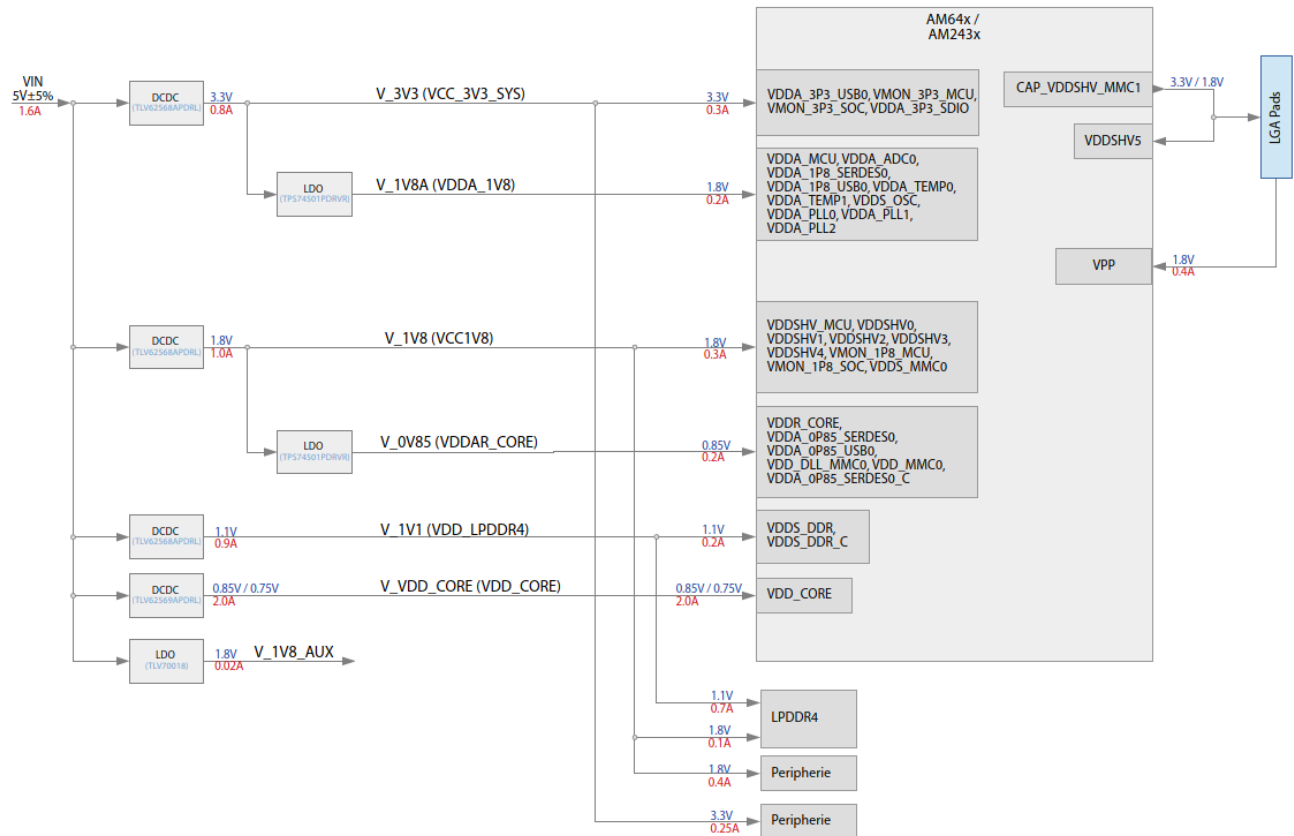 AM64x /
AM243x
VIN
5V±5%
1.6A
DCDC
(TLV62568APDRL)
3.3V
0.8A
V_3V3 (VCC_3V3_SYS)
3.3V
0.3A
VDDA_3P3_USB0, VMON_3P3_MCU,
VMON_3P3_SOC, VDDA_3P3_SDIO
CAP_VDDSHV_MMC1
3.3V / 1.8V
VDDSHV5
LGA Pads
LDO
(TPS74501PDRVR)
V_1V8A (VDDA_1V8)
1.8V
0.2A
VDDA_MCU, VDDA_ADC0,
VDDA_1P8_SERDES0,
VDDA_1P8_USB0, VDDA_TEMP0,
VDDA_TEMP1, VDDS_OSC,
VDDA_PLL0, VDDA_PLL1,
VDDA_PLL2
VPP
1.8V
0.4A
DCDC
(TLV62568APDRL)
1.8V
1.0A
V_1V8 (VCC1V8)
1.8V
0.3A
VDDSHV_MCU, VDDSHV0,
VDDSHV1, VDDSHV2, VDDSHV3,
VDDSHV4, VMON_1P8_MCU,
VMON_1P8_SOC, VDDS_MMC0
LDO
(TPS74501PDRVR)
V_0V85 (VDDAR_CORE)
0.85V
0.2A
VDDR_CORE,
VDDA_0P85_SERDES0,
VDDA_0P85_USB0,
VDD_DLL_MMC0, VDD_MMC0,
VDDA_0P85_SERDES0_C
DCDC
(TLV62568APDRL)
1.1V
0.9A
V_1V1 (VDD_LPDDR4)
1.1V
0.2A
VDDS_DDR,
VDDS_DDR_C
DCDC
(TLV62569APDRL)
0.85V / 0.75V
2.0A
V_VDD_CORE (VDD_CORE)
0.85V / 0.75V
2.0A
VDD_CORE
LDO
(TLV70018)
1.8V
0.02A
V_1V8_AUX
1.1V
0.7A
LPDDR4
1.8V
0.1A
1.8V
0.4A
Peripherie
3.3V
0.25A
Peripherie